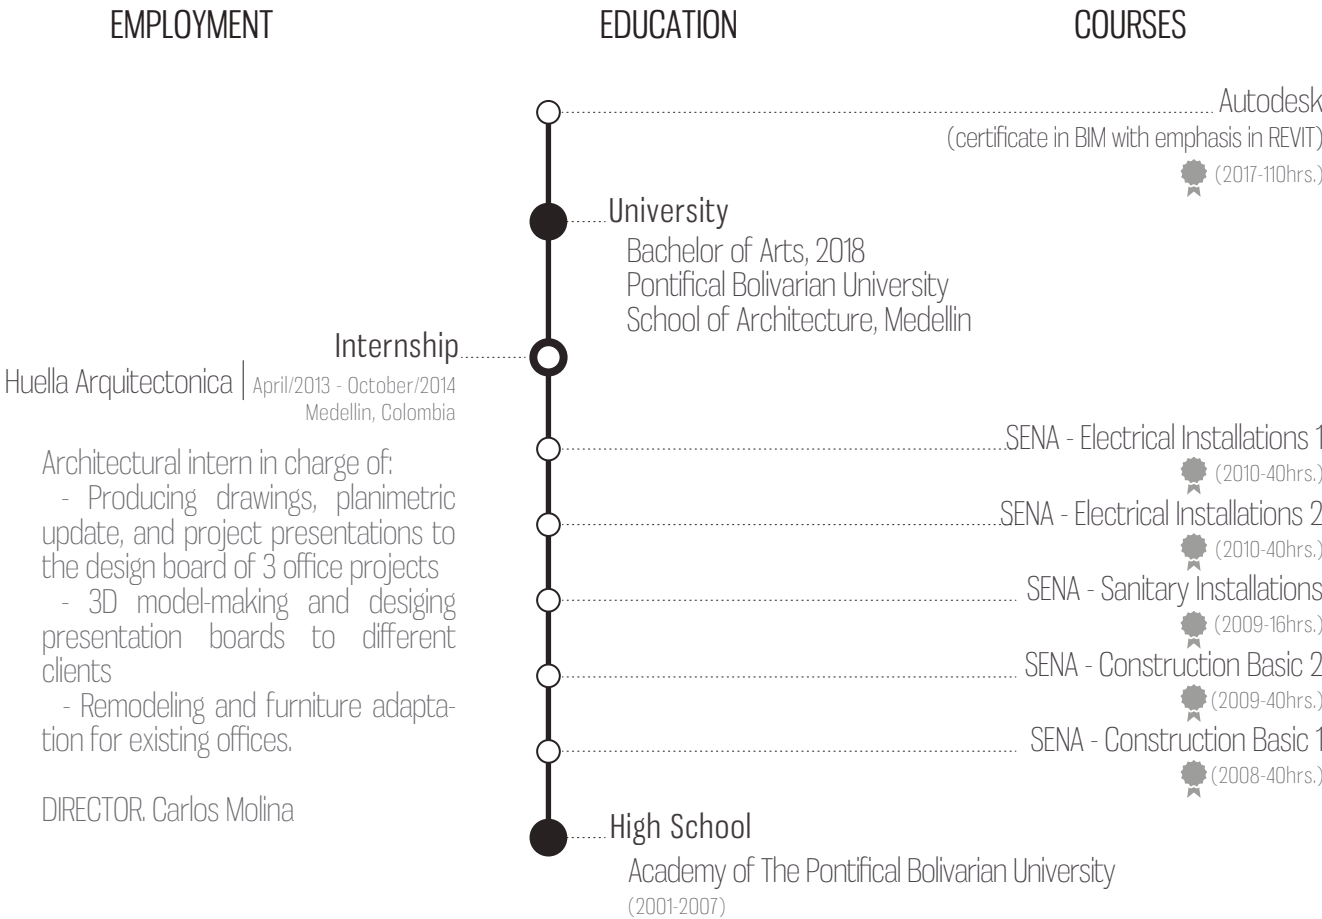 EMPLOYMENT
EDUCATION
COURSES
Autodesk
(certificate in BIM with emphasis in REVIT)
(2017-110hrs.)
University
Bachelor of Arts, 2018
Pontifical Bolivarian University
School of Architecture, Medellin
Internship
Huella Arquitectonica | April/2013 - October/2014
Medellin, Colombia
Architectural intern in charge of:
- Producing drawings, planimetric
update, and project presentations to
the design board of 3 office projects
- 3D model-making and desiging
presentation boards to different
clients
- Remodeling and furniture adapta-
tion for existing offices.
DIRECTOR. Carlos Molina
SENA - Electrical Installations 1
(2010-40hrs.)
SENA - Electrical Installations 2
(2010-40hrs.)
SENA - Sanitary Installations
(2009-16hrs.)
SENA - Construction Basic 2
(2009-40hrs.)
SENA - Construction Basic 1
(2008-40hrs.)
High School
Academy of The Pontifical Bolivarian University
(2001-2007)